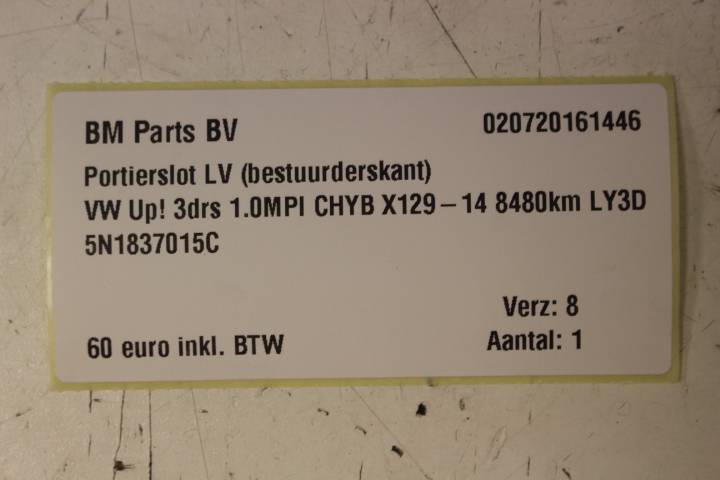 BM Parts BV 020720161446
Portierslot LV (bestuurderskant)
VW Up! 3drs 1.0MPI CHYB X129-14 8480km LY3D
5N1837015C
Verz: 8
60 euro inkl. BTW Aantal: 1